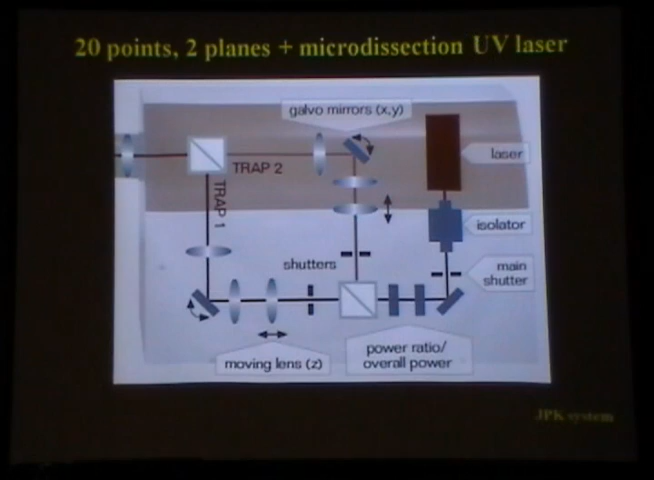 20 points, 2 planes + microdissection UV laser
galvo mirrors (x,y)
laser
TRAP 2
TRAP 1
isolator
shutters
main
shutter
power ratio/
overall power
moving lens (z)
JPK system